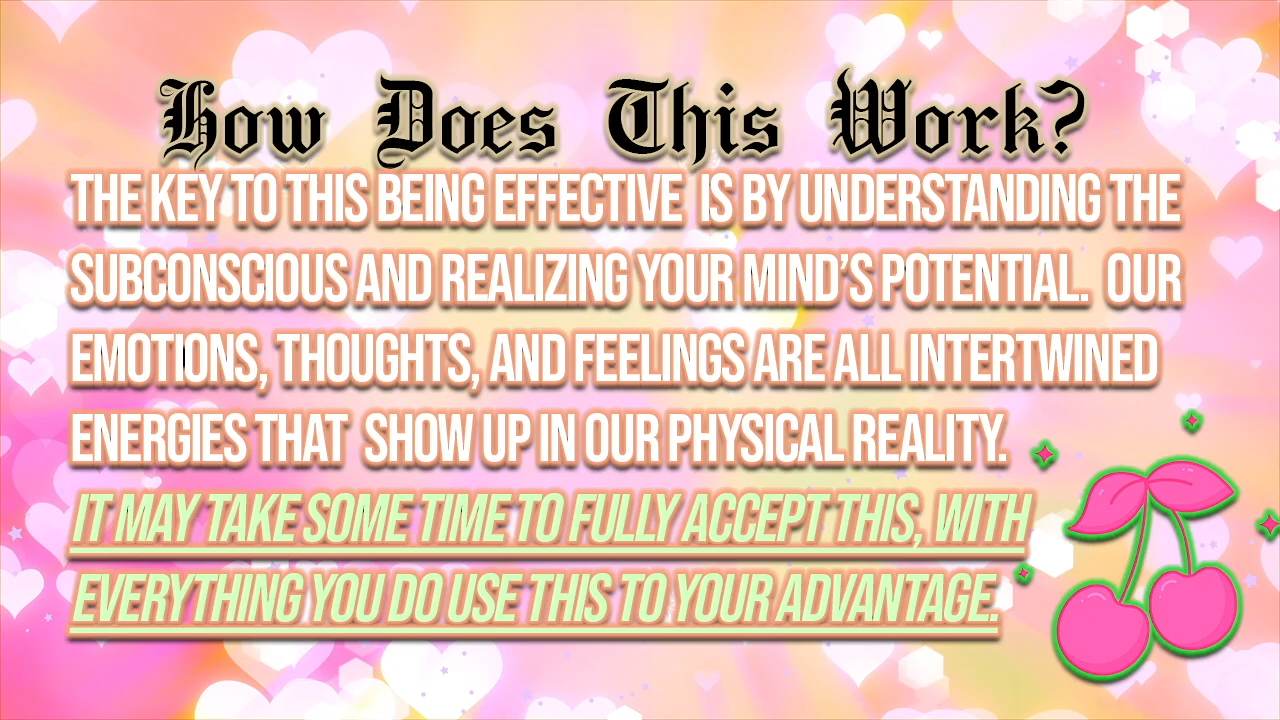 How Does This Work?
THE KEY TO THIS BEING EFFECTIVE IS BY UNDERSTANDING THE
SUBCONSCIOUS AND REALIZING YOUR MIND'S POTENTIAL. OUR
EMOTIONS, THOUGHTS, AND FEELINGS ARE ALL INTERTWINED
ENERGIES THAT SHOW UP IN OUR PHYSICAL REALITY.
IT MAY TAKE SOME TIME TO FULLY ACCEPT THIS, WITH
EVERYTHING YOU DO USE THIS TO YOUR ADVANTAGE.